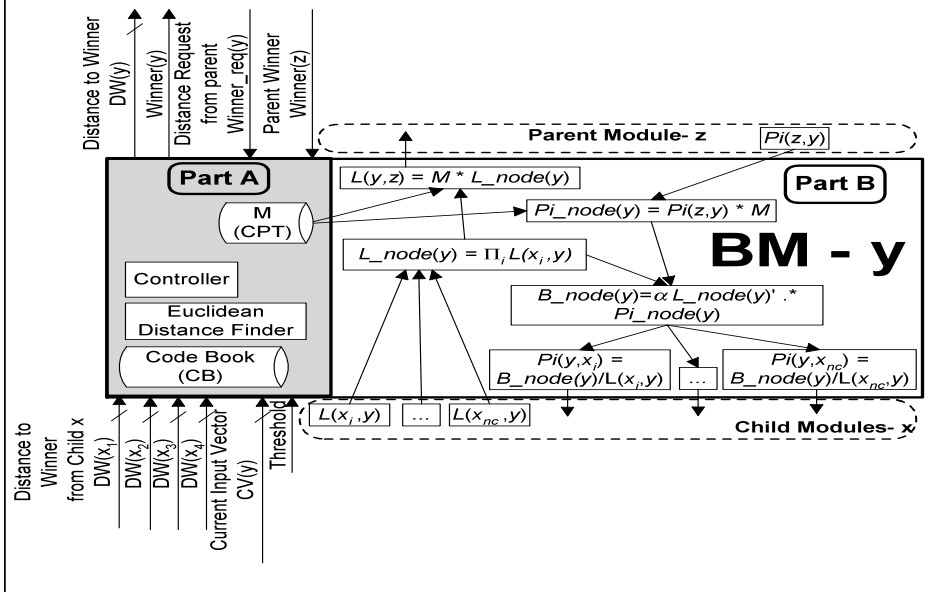 Distance to Winner
DW(y)
Winner(y)
Distance Request
from parent
Winner_req(y)
Parent Winner
Winner(z)
Parent Module- z
Pi(z,y)
Part A
Part B
L(y,z) = M * L_node(y)
M
(CPT)
Pi_node(y) = Pi(z,y) * M
BM - y
L_node(y) = Π_i L(x_i,y)
Controller
Euclidean
Distance Finder
B_node(y)=α L_node(y)' .*
Pi_node(y)
Code Book
(CB)
Pi(y,x_i) =
B_node(y)/L(x_i,y)
...
Pi(y,x_nc) =
B_node(y)/L(x_nc,y)
L(x_i,y)
...
L(x_nc,y)
Child Modules- x
Distance to
Winner
from Child x
DW(x_1)
DW(x_2)
DW(x_3)
DW(x_4)
Current Input Vector
CV(y)
Threshold